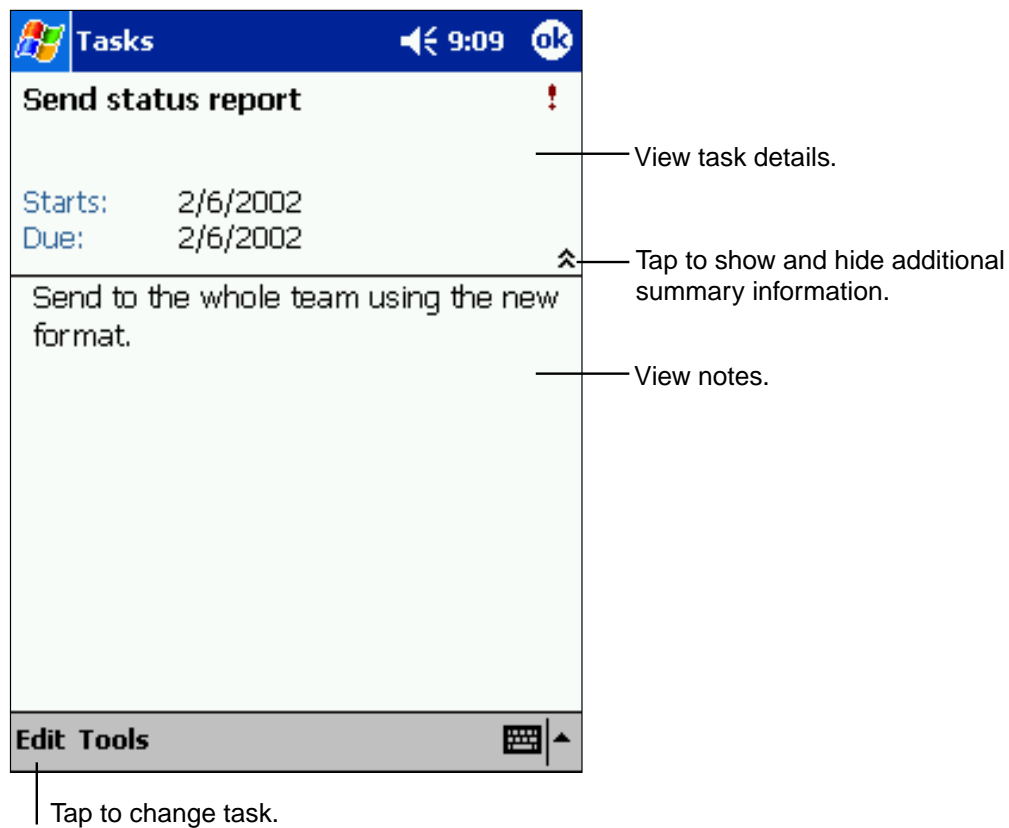 Tasks 9:09 ok
Send status report !
View task details.
Starts: 2/6/2002
Due: 2/6/2002
Tap to show and hide additional
summary information.
Send to the whole team using the new
format.
View notes.
Edit Tools
Tap to change task.